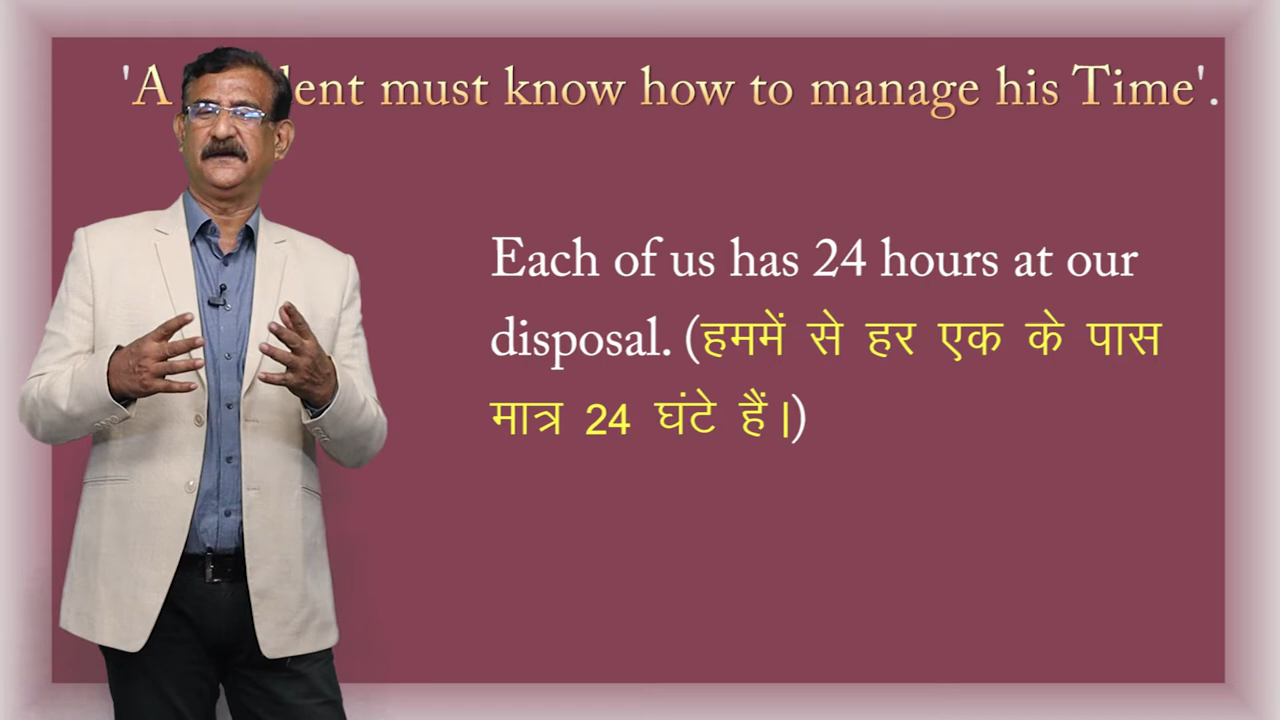 'A must know how to manage his Time'.
Each of us has 24 hours at our
disposal. (हममें से हर एक के पास
मात्र 24 घंटे हैं।)